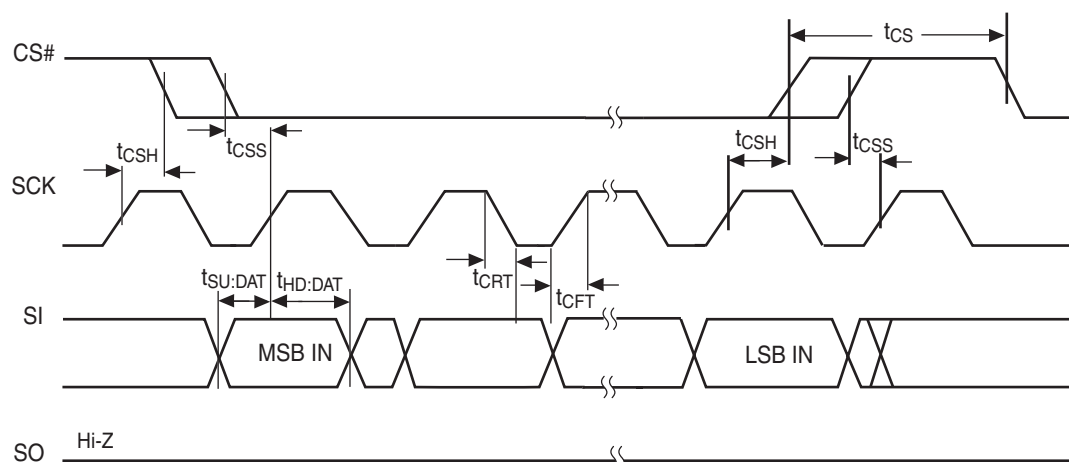 tCS
CS#
tCSH
tCSS
tCSH
tCSS
SCK
tSU:DAT
tHD:DAT
tCRT
tCFT
SI
MSB IN
LSB IN
Hi-Z
SO